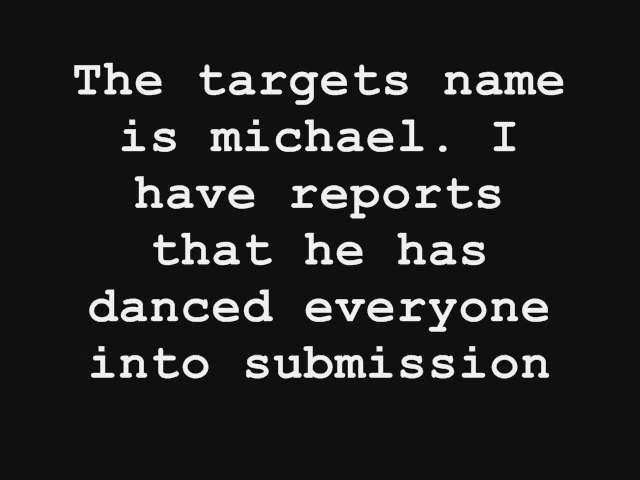 The targets name
is michael. I
have reports
that he has
danced everyone
into submission